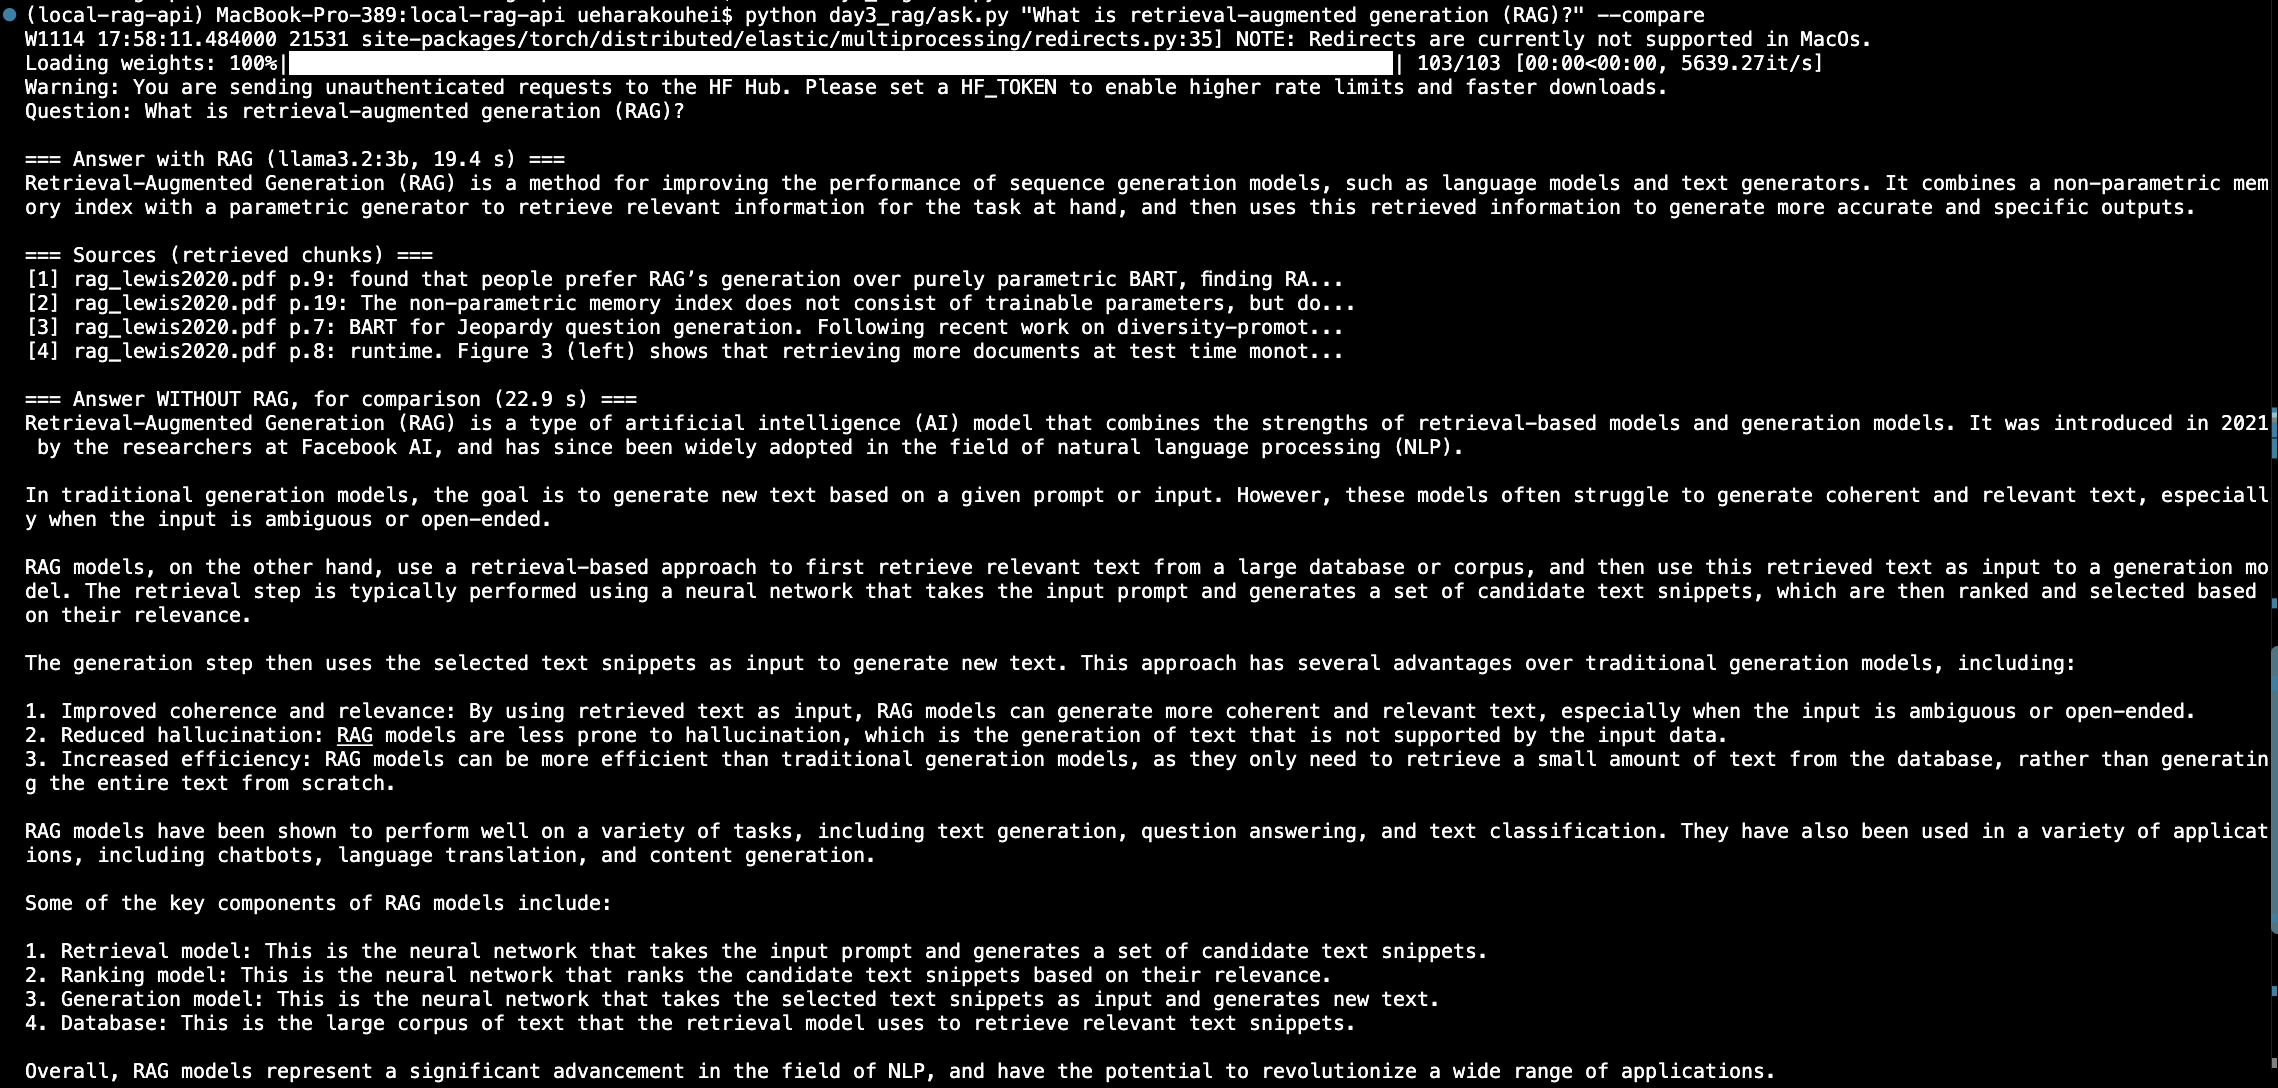 (local-rag-api) MacBook-Pro-389:local-rag-api ueharakouhei$ python day3_rag/ask.py "What is retrieval-augmented generation (RAG)?" --compare
W1114 17:58:11.484000 21531 site-packages/torch/distributed/elastic/multiprocessing/redirects.py:35] NOTE: Redirects are currently not supported in MacOs.
Loading weights: 100%| | 103/103 [00:00<00:00, 5639.27it/s]
Warning: You are sending unauthenticated requests to the HF Hub. Please set a HF_TOKEN to enable higher rate limits and faster downloads.
Question: What is retrieval-augmented generation (RAG)?
=== Answer with RAG (llama3.2:3b, 19.4 s) ===
Retrieval-Augmented Generation (RAG) is a method for improving the performance of sequence generation models, such as language models and text generators. It combines a non-parametric mem
ory index with a parametric generator to retrieve relevant information for the task at hand, and then uses this retrieved information to generate more accurate and specific outputs.
=== Sources (retrieved chunks) ===
[1] rag_lewis2020.pdf p.9: found that people prefer RAG’s generation over purely parametric BART, finding RA...
[2] rag_lewis2020.pdf p.19: The non-parametric memory index does not consist of trainable parameters, but do...
[3] rag_lewis2020.pdf p.7: BART for Jeopardy question generation. Following recent work on diversity-promot...
[4] rag_lewis2020.pdf p.8: runtime. Figure 3 (left) shows that retrieving more documents at test time monot...
=== Answer WITHOUT RAG, for comparison (22.9 s) ===
Retrieval-Augmented Generation (RAG) is a type of artificial intelligence (AI) model that combines the strengths of retrieval-based models and generation models. It was introduced in 2021
by the researchers at Facebook AI, and has since been widely adopted in the field of natural language processing (NLP).
In traditional generation models, the goal is to generate new text based on a given prompt or input. However, these models often struggle to generate coherent and relevant text, especiall
y when the input is ambiguous or open-ended.
RAG models, on the other hand, use a retrieval-based approach to first retrieve relevant text from a large database or corpus, and then use this retrieved text as input to a generation mo
del. The retrieval step is typically performed using a neural network that takes the input prompt and generates a set of candidate text snippets, which are then ranked and selected based
on their relevance.
The generation step then uses the selected text snippets as input to generate new text. This approach has several advantages over traditional generation models, including:
1. Improved coherence and relevance: By using retrieved text as input, RAG models can generate more coherent and relevant text, especially when the input is ambiguous or open-ended.
2. Reduced hallucination: RAG models are less prone to hallucination, which is the generation of text that is not supported by the input data.
3. Increased efficiency: RAG models can be more efficient than traditional generation models, as they only need to retrieve a small amount of text from the database, rather than generatin
g the entire text from scratch.
RAG models have been shown to perform well on a variety of tasks, including text generation, question answering, and text classification. They have also been used in a variety of applicat
ions, including chatbots, language translation, and content generation.
Some of the key components of RAG models include:
1. Retrieval model: This is the neural network that takes the input prompt and generates a set of candidate text snippets.
2. Ranking model: This is the neural network that ranks the candidate text snippets based on their relevance.
3. Generation model: This is the neural network that takes the selected text snippets as input and generates new text.
4. Database: This is the large corpus of text that the retrieval model uses to retrieve relevant text snippets.
Overall, RAG models represent a significant advancement in the field of NLP, and have the potential to revolutionize a wide range of applications.